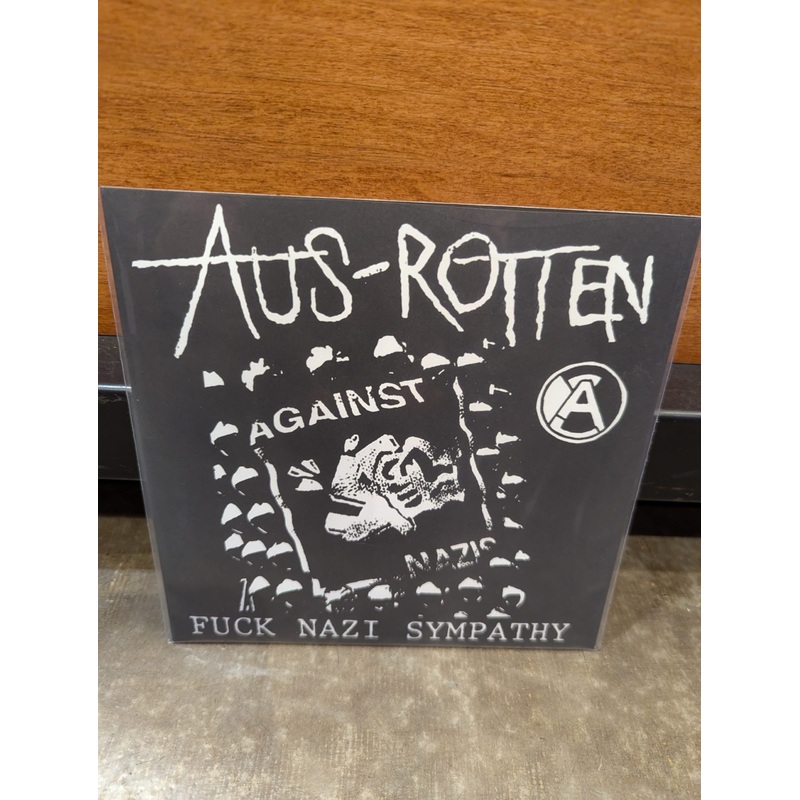 AUS-ROTTEN
A
AGAINST
NAZIS
FUCK NAZI SYMPATHY